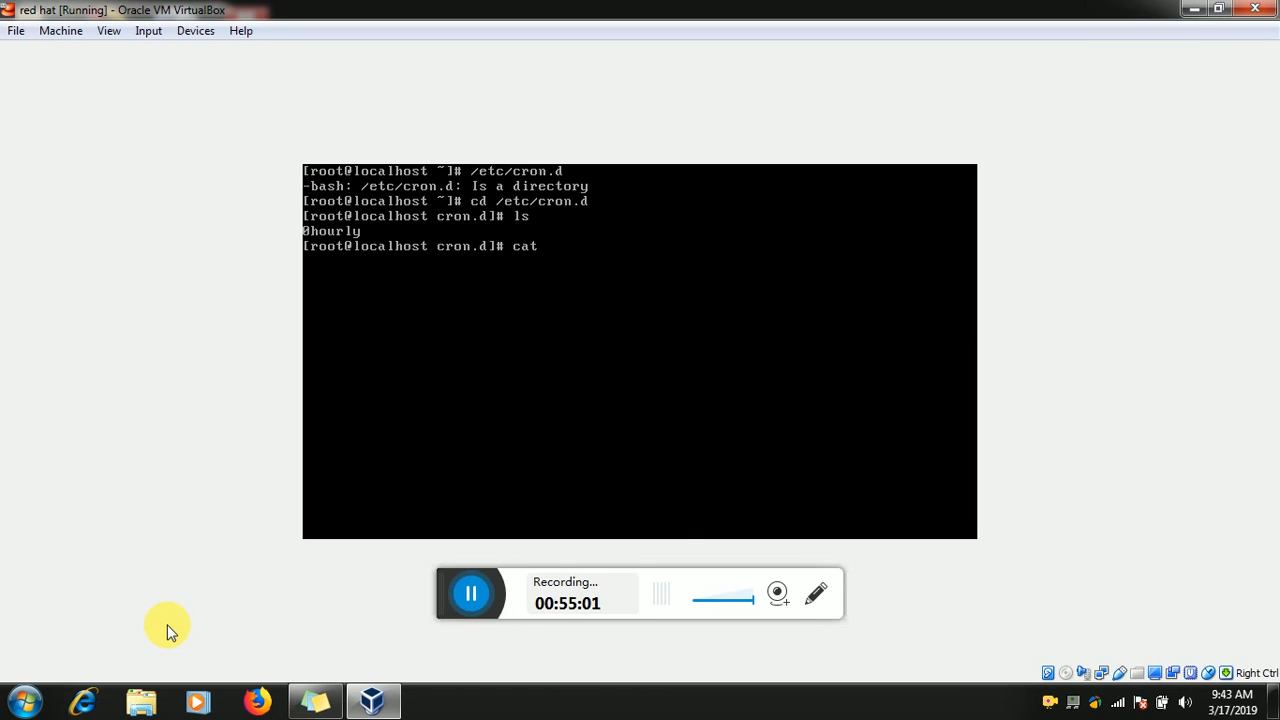 red hat [Running] - Oracle VM VirtualBox
File Machine View Input Devices Help
[root@localhost ~]# /etc/cron.d
-bash: /etc/cron.d: Is a directory
[root@localhost ~]# cd /etc/cron.d
[root@localhost cron.d]# ls
0hourly
[root@localhost cron.d]# cat
Recording...
00:55:01
Right Ctrl
9:43 AM
3/17/2019